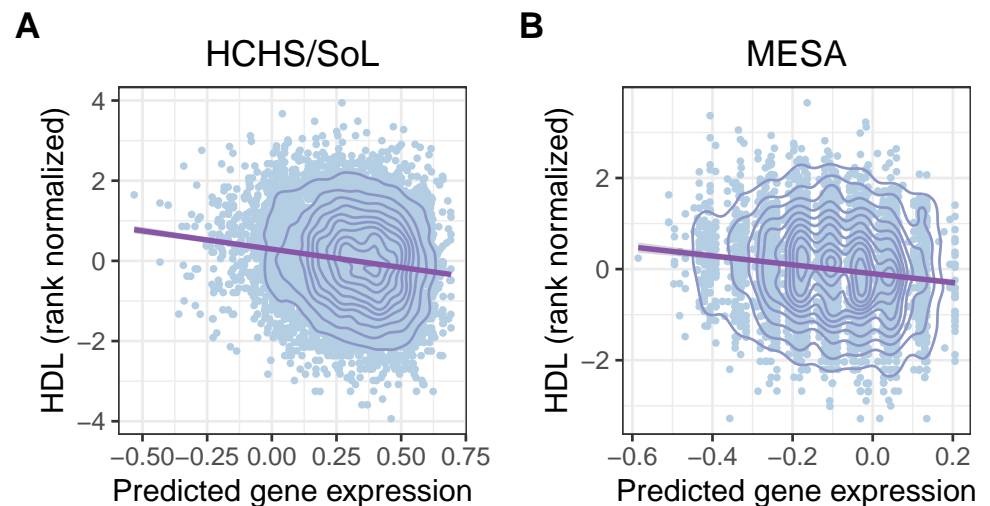 A
HCHS/SoL
HDL (rank normalized)
4
2
0
−2
−4
−0.50
−0.25
0.00
0.25
0.50
0.75
Predicted gene expression
B
MESA
HDL (rank normalized)
2
0
−2
−0.6
−0.4
−0.2
0.0
0.2
Predicted gene expression